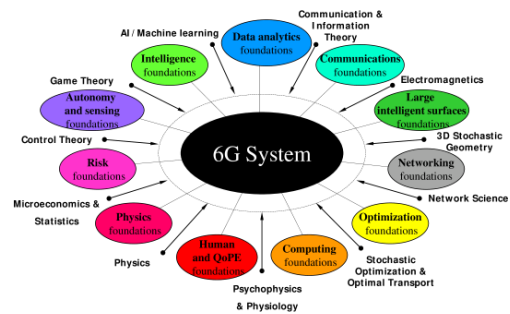 Communication &
Information
Theory
AI / Machine learning
Data analytics
foundations
Intelligence
foundations
Communications
foundations
Game Theory
Electromagnetics
Autonomy
and sensing
foundations
Large
intelligent surfaces
foundations
Control Theory
6G System
3D Stochastic
Geometry
Risk
foundations
Networking
foundations
Microeconomics &
Statistics
Network Science
Physics
foundations
Optimization
foundations
Physics
Human
and QoPE
foundations
Computing
foundations
Stochastic
Optimization &
Optimal Transport
Psychophysics
& Physiology